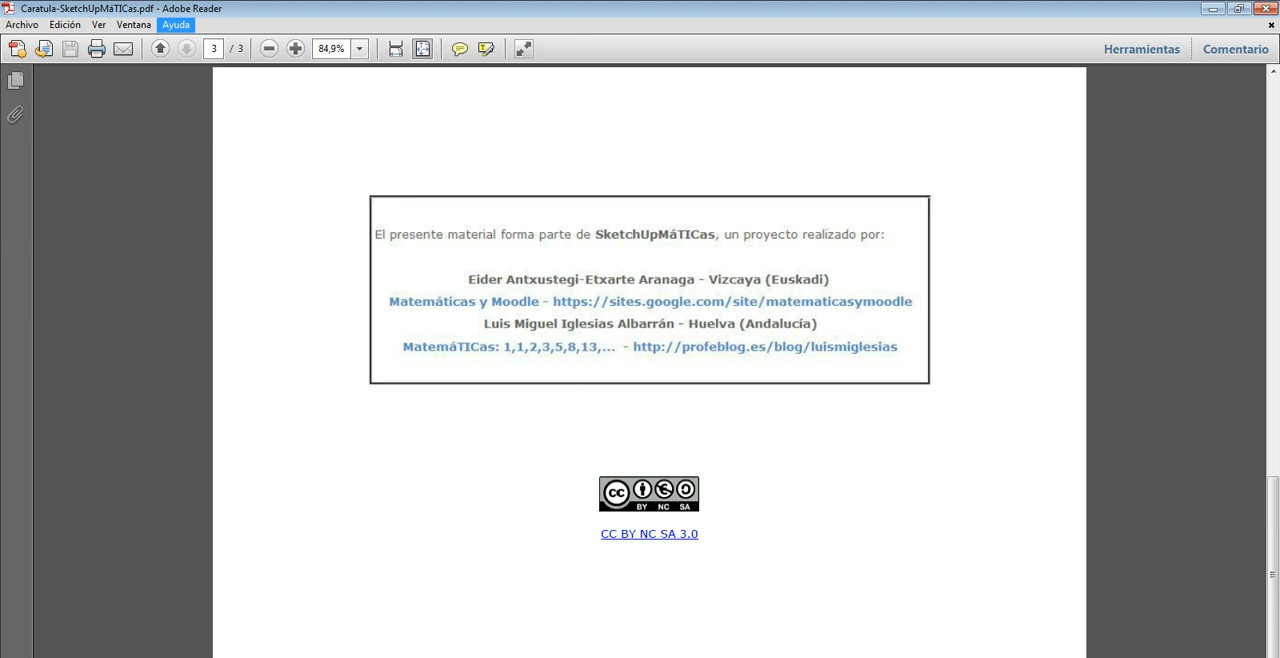 Caratula-SketchUpMáTICas.pdf - Adobe Reader
Archivo Edición Ver Ventana Ayuda
3 / 3 84,9% Herramientas Comentario
El presente material forma parte de SketchUpMáTICas, un proyecto realizado por:
Eider Antxustegi-Etxarte Aranaga - Vizcaya (Euskadi)
Matemáticas y Moodle - https://sites.google.com/site/matematicasymoodle
Luis Miguel Iglesias Albarrán - Huelva (Andalucía)
MatemáTICas: 1,1,2,3,5,8,13,... - http://profeblog.es/blog/luismiglesias
cc
BY NC SA
CC BY NC SA 3.0